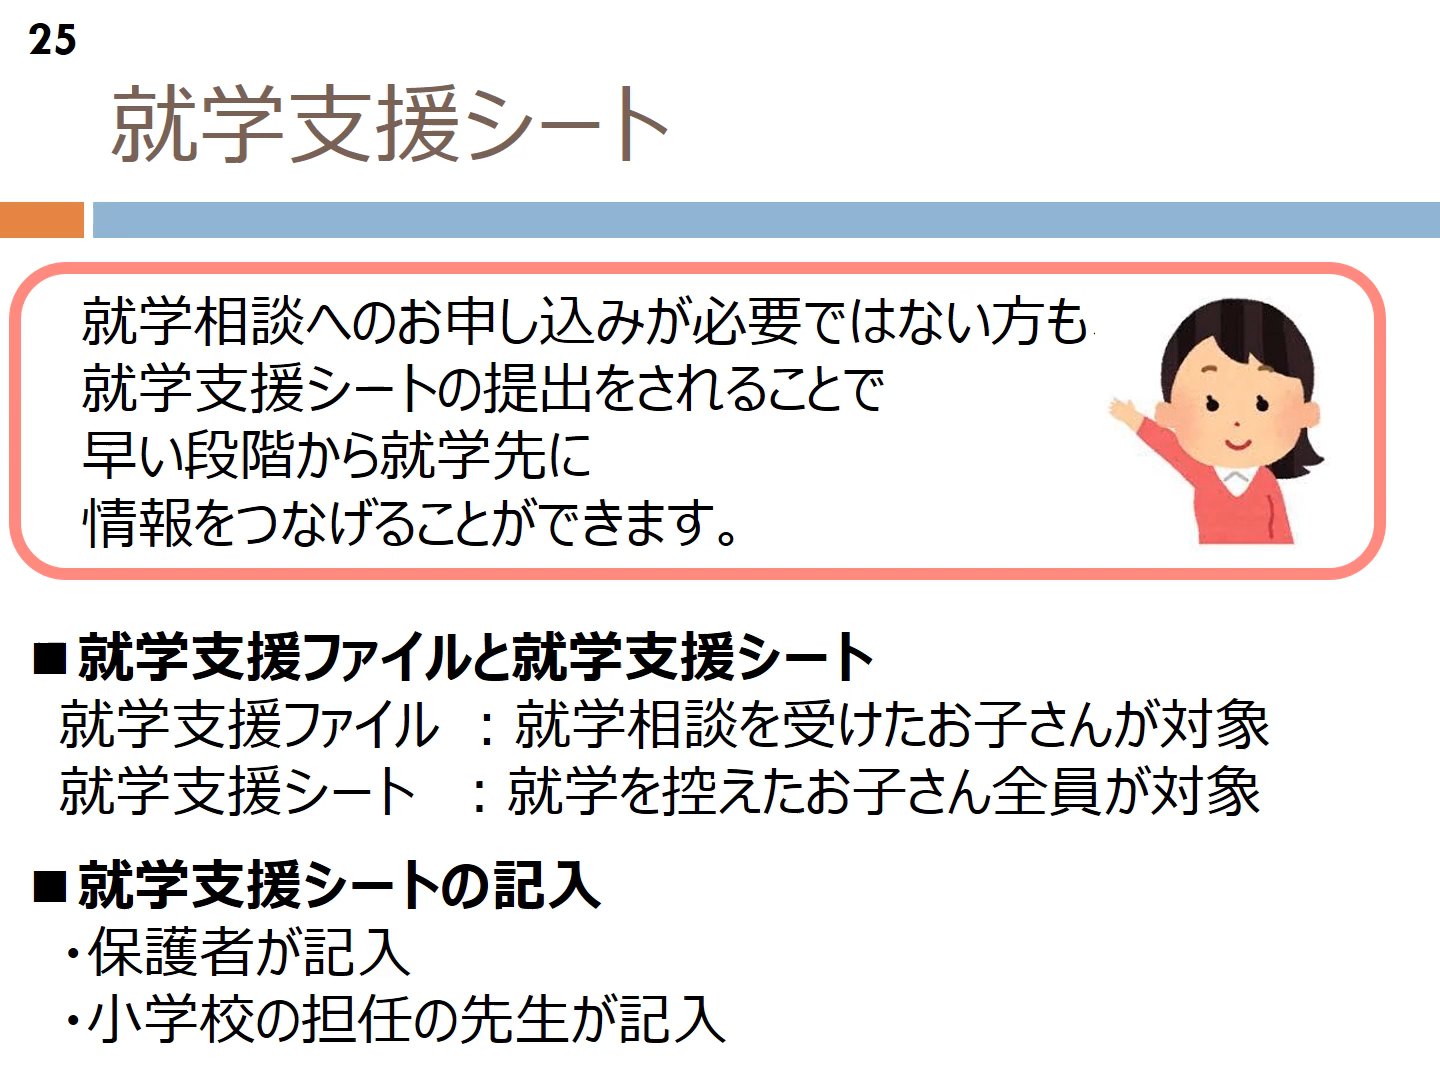 25
就学支援シート
就学相談へのお申し込みが必要ではない方も、
就学支援シートの提出をされることで
早い段階から就学先に
情報をつなげることができます。
■就学支援ファイルと就学支援シート
就学支援ファイル ：就学相談を受けたお子さんが対象
就学支援シート ：就学を控えたお子さん全員が対象
■就学支援シートの記入
・保護者が記入
・小学校の担任の先生が記入